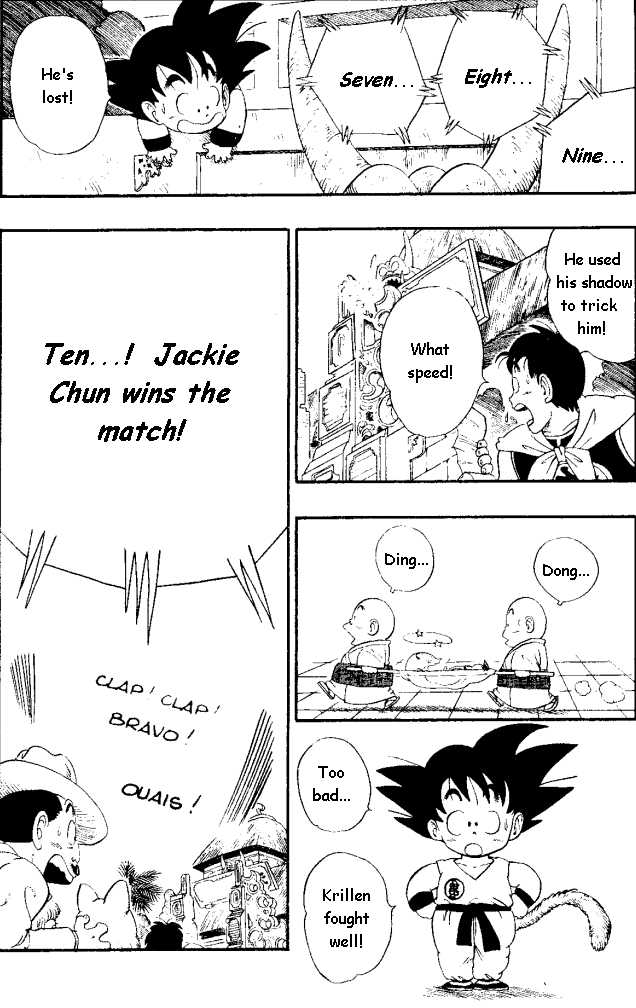 He's
lost!
Seven...
Eight...
Nine...
Ten...! Jackie
Chun wins the
match!
CLAP! CLAP!
BRAVO!
OUAIS!
He used
his shadow
to trick
him!
What
speed!
Ding...
Dong...
Too
bad...
Krillen
fought
well!